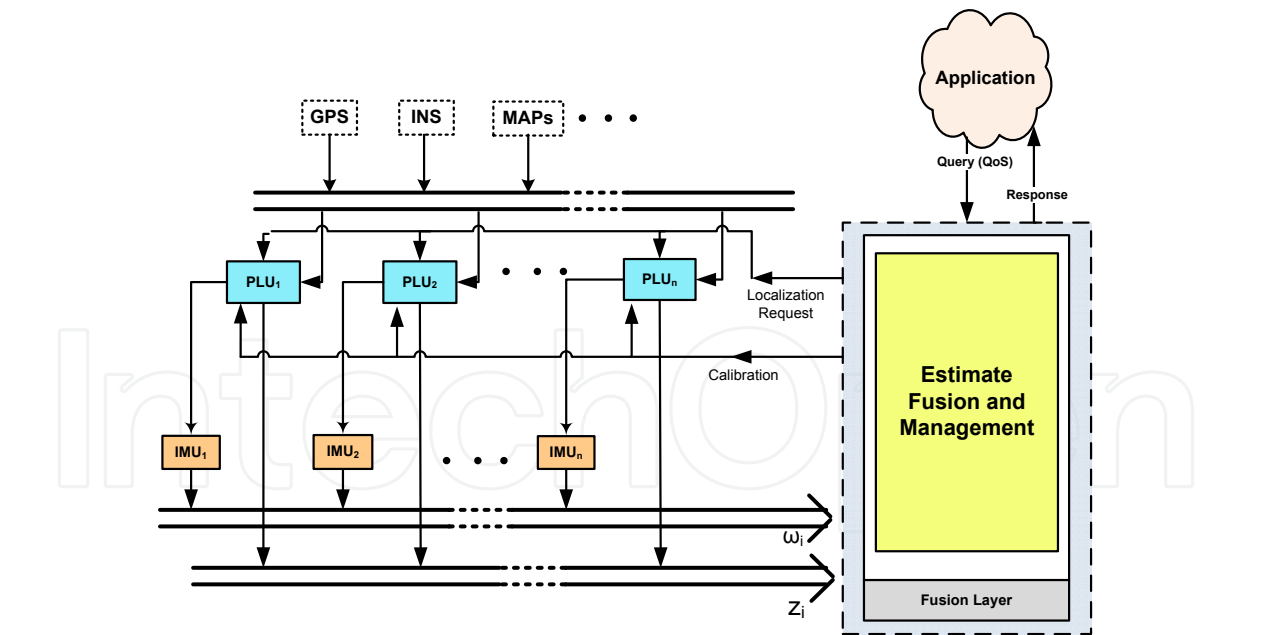 Application
GPS
INS
MAPs
Query (QoS)
Response
PLU1
PLU2
PLUn
Localization
Request
Calibration
Estimate
Fusion and
Management
IMU1
IMU2
IMUn
ωi
zi
Fusion Layer
IntechOpen